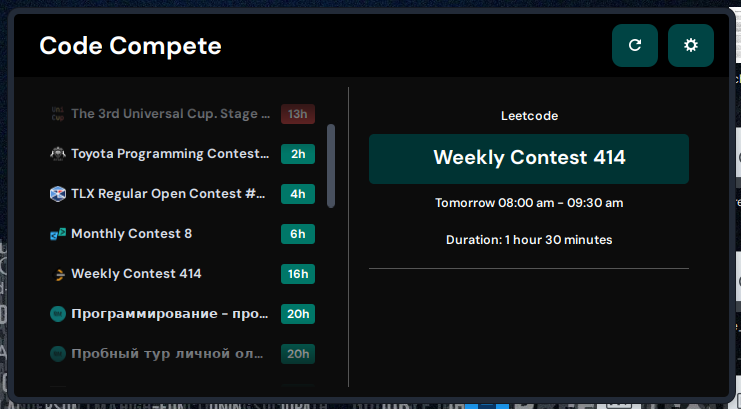 Code Compete
The 3rd Universal Cup. Stage ... 13h
Toyota Programming Contest... 2h
TLX Regular Open Contest #... 4h
Monthly Contest 8 6h
Weekly Contest 414 16h
Программирование - про... 20h
Пробный тур личной ол... 20h
Leetcode
Weekly Contest 414
Tomorrow 08:00 am - 09:30 am
Duration: 1 hour 30 minutes